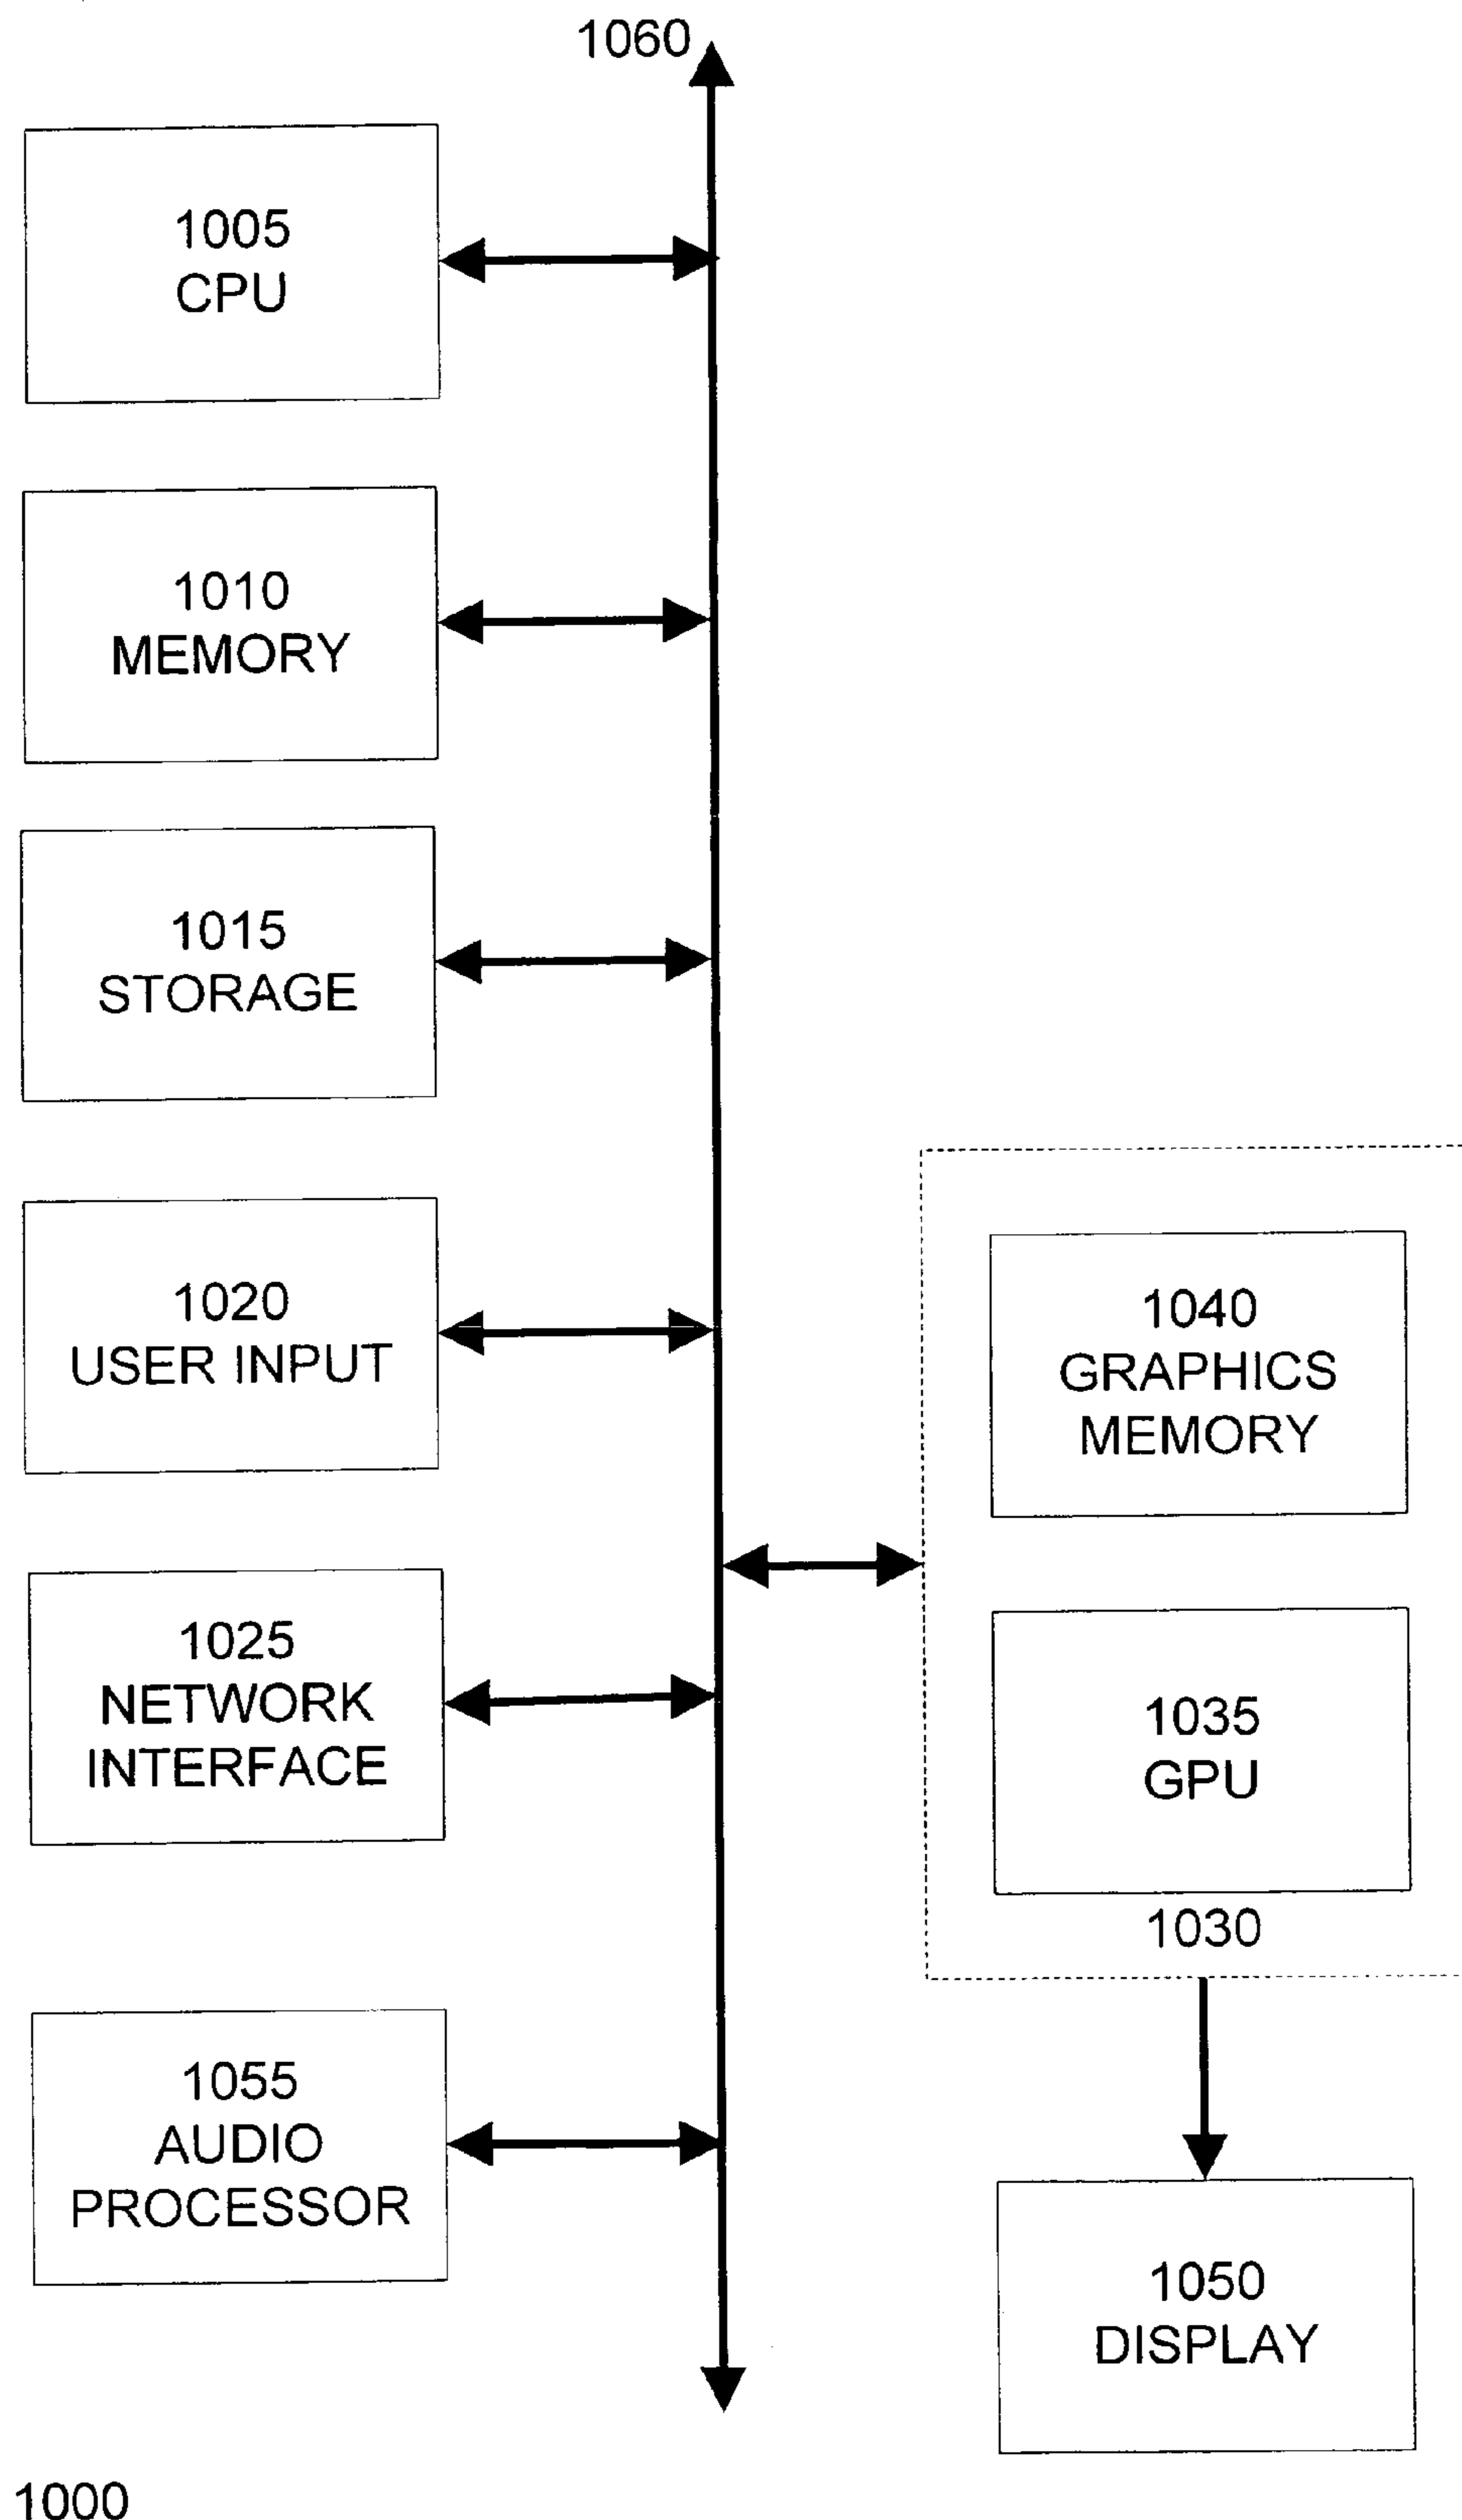 1060
1005
CPU
1010
MEMORY
1015
STORAGE
1020
USER INPUT
1025
NETWORK
INTERFACE
1055
AUDIO
PROCESSOR
1040
GRAPHICS
MEMORY
1035
GPU
1030
1050
DISPLAY
1000